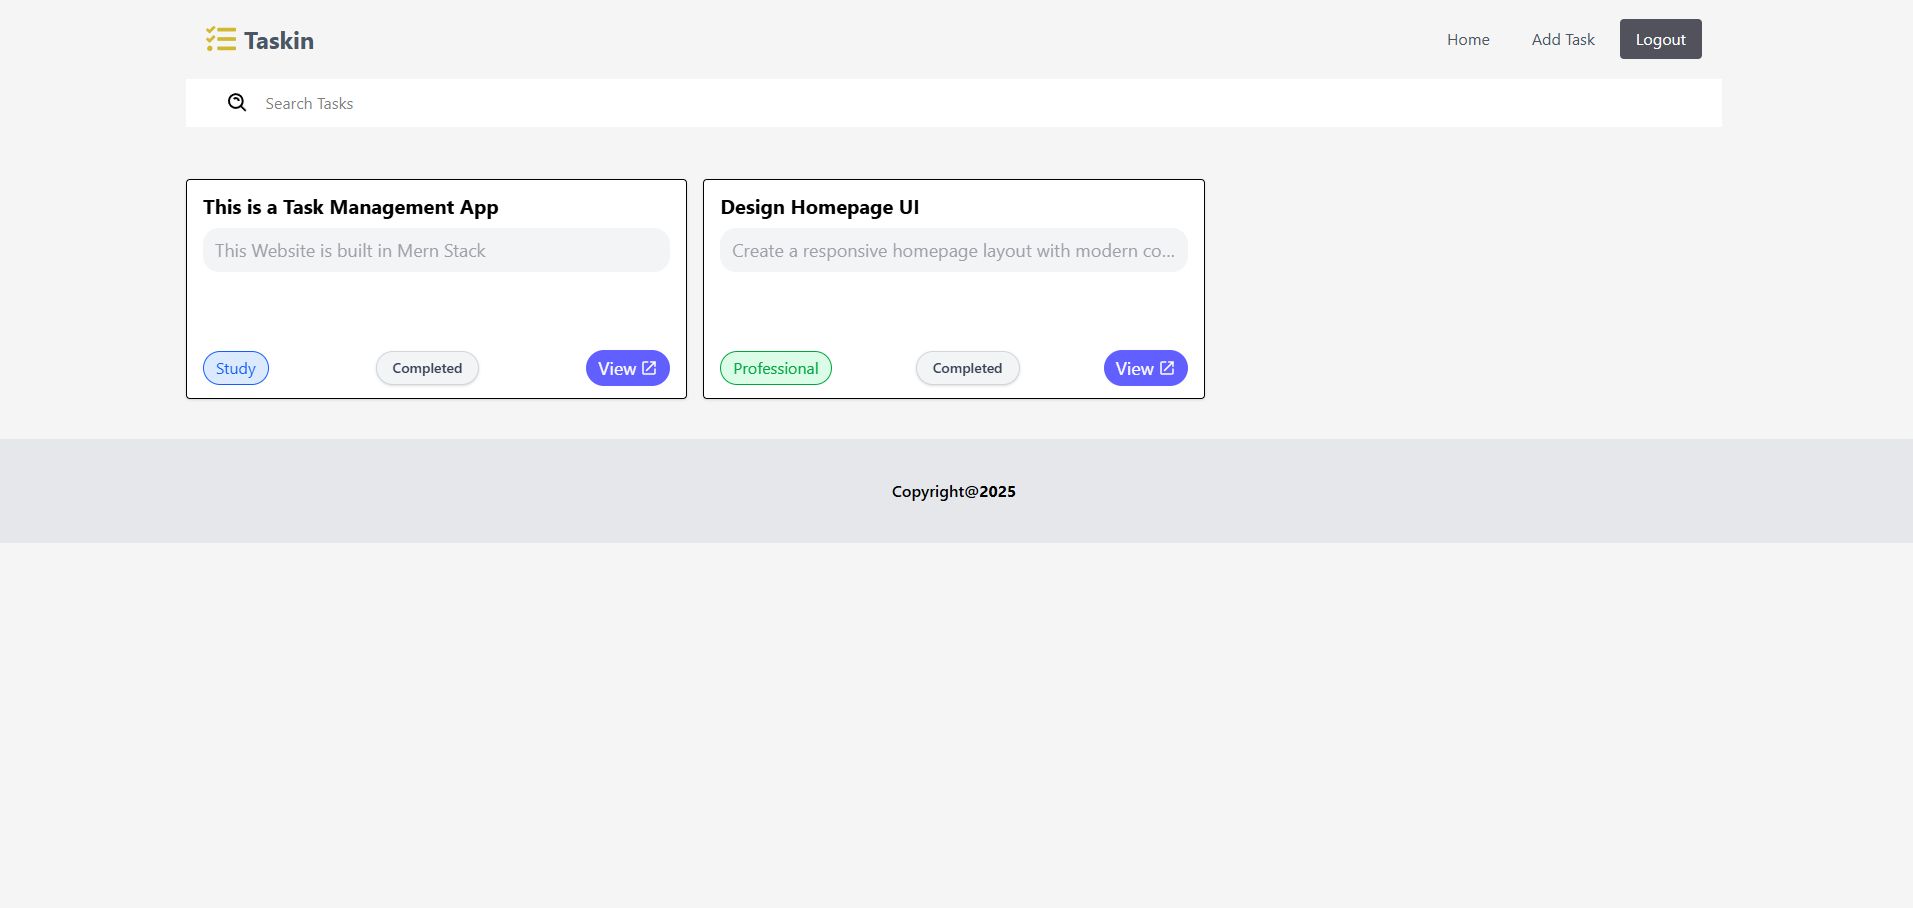 Taskin
Home
Add Task
Logout
Search Tasks
This is a Task Management App
This Website is built in Mern Stack
Study
Completed
View
Design Homepage UI
Create a responsive homepage layout with modern co...
Professional
Completed
View
Copyright@2025